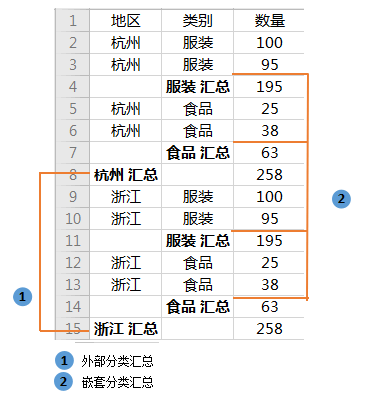 1 地区 类别 数量
2 杭州 服装 100
3 杭州 服装 95
4 服装 汇总 195
5 杭州 食品 25
6 杭州 食品 38
7 食品 汇总 63
8 杭州 汇总 258
9 浙江 服装 100
10 浙江 服装 95
11 服装 汇总 195
12 浙江 食品 25
13 浙江 食品 38
14 食品 汇总 63
15 浙江 汇总 258
2
1
1 外部分类汇总
2 嵌套分类汇总